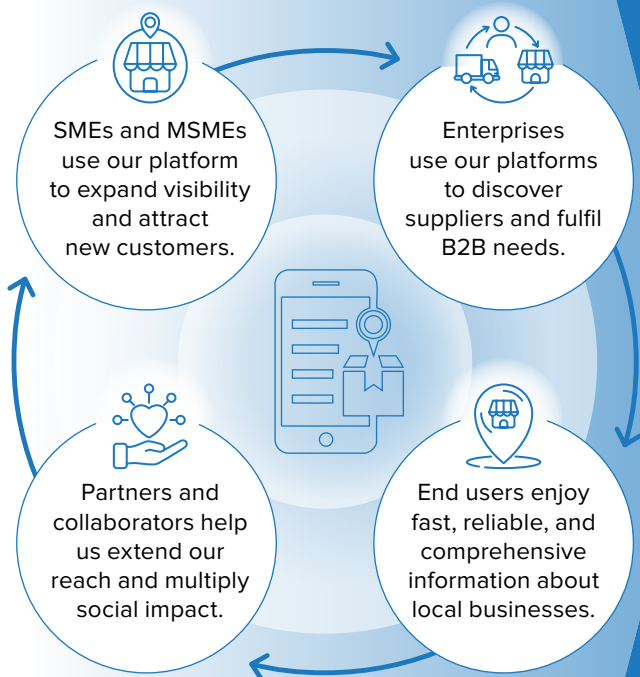 SMEs and MSMEs
use our platform
to expand visibility
and attract
new customers.
Enterprises
use our platforms
to discover
suppliers and fulfil
B2B needs.
Partners and
collaborators help
us extend our
reach and multiply
social impact.
End users enjoy
fast, reliable, and
comprehensive
information about
local businesses.